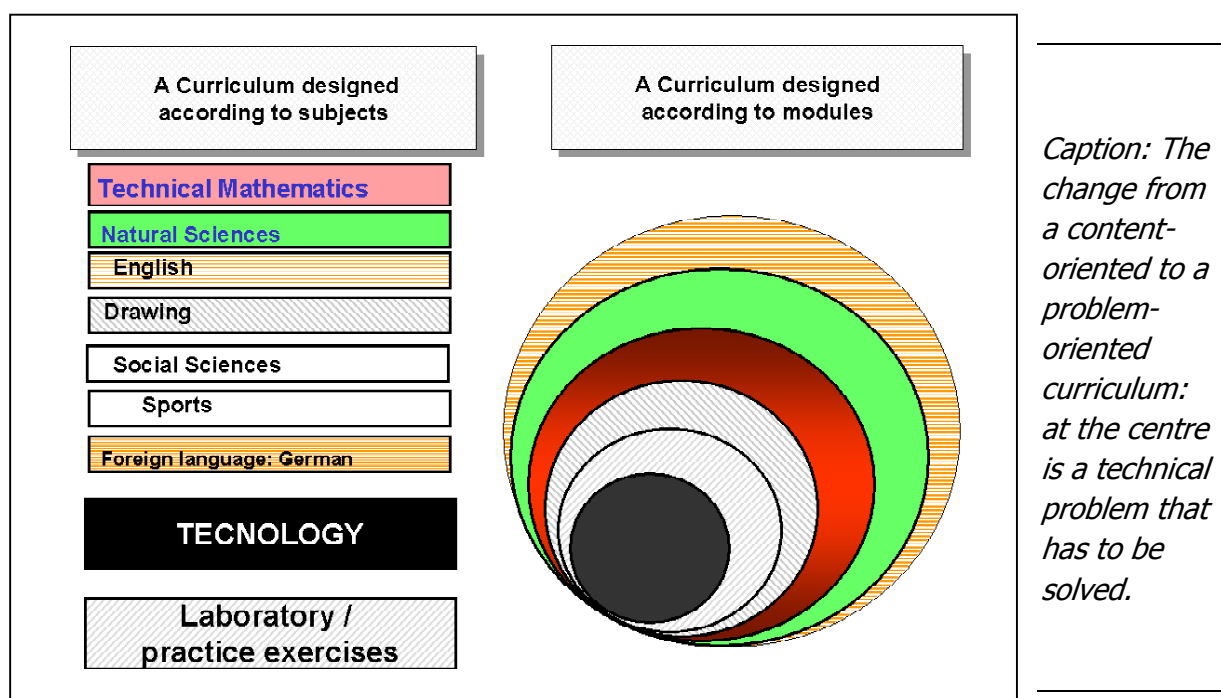 A Curriculum designed
according to subjects
Technical Mathematics
Natural Sciences
English
Drawing
Social Sciences
Sports
Foreign language: German
TECNOLOGY
Laboratory /
practice exercises
A Curriculum designed
according to modules
Caption: The
change from
a content-
oriented to a
problem-
oriented
curriculum:
at the centre
is a technical
problem that
has to be
solved.